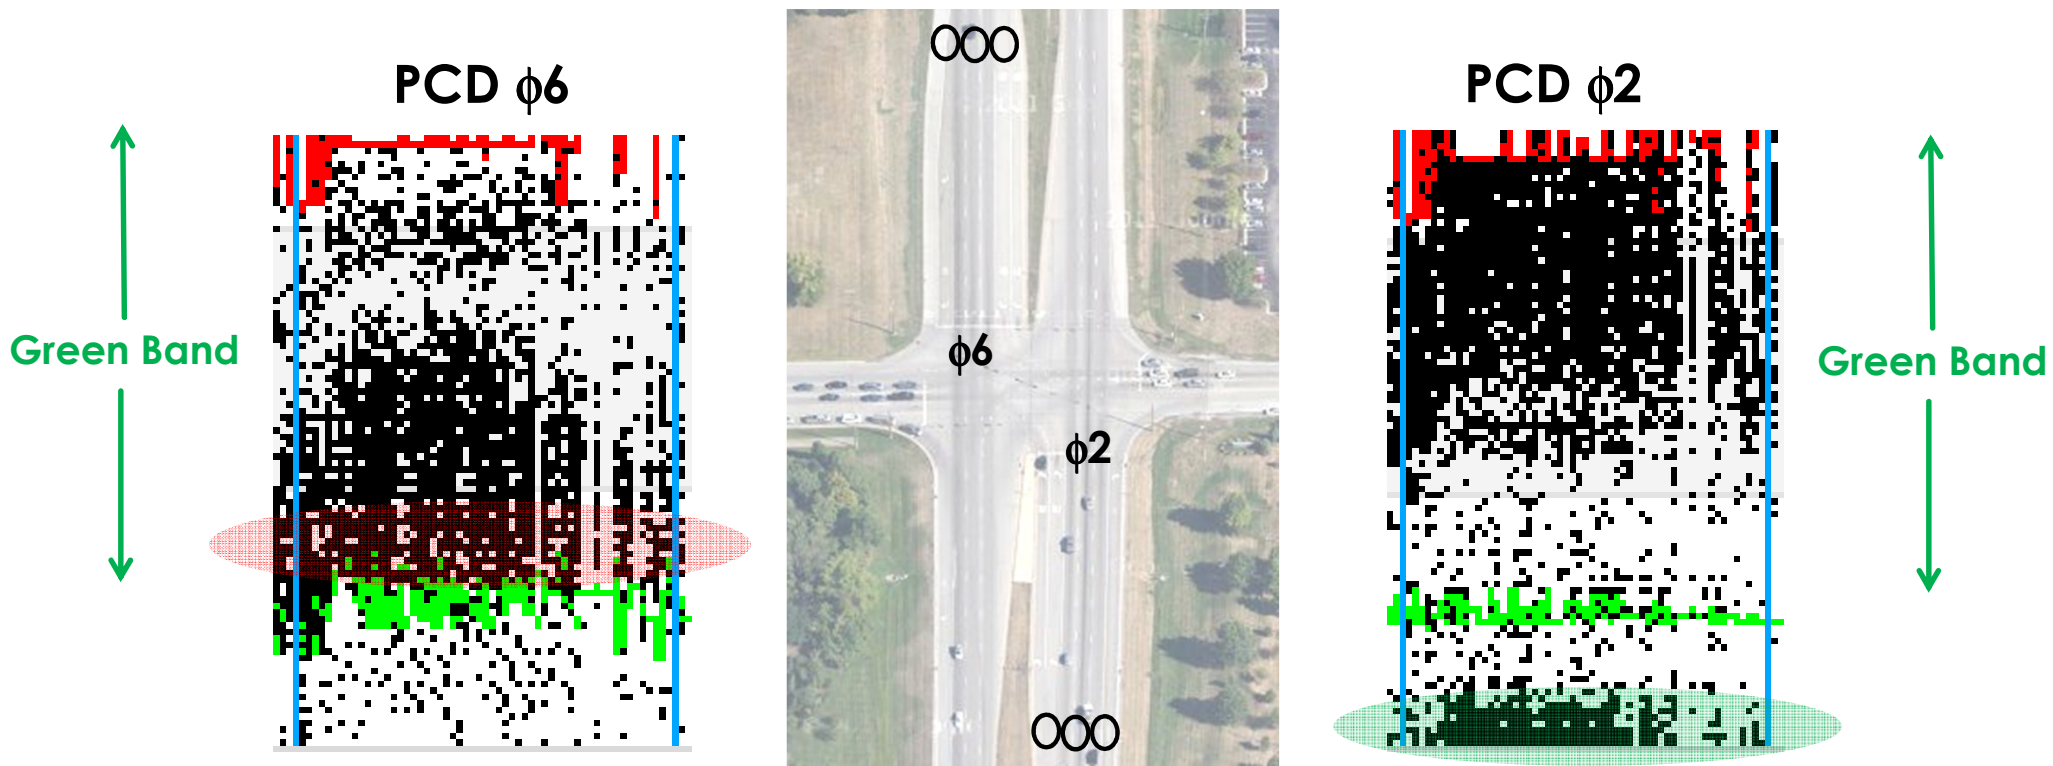 PCD ϕ6
PCD ϕ2
Green Band
Green Band
ϕ6
ϕ2